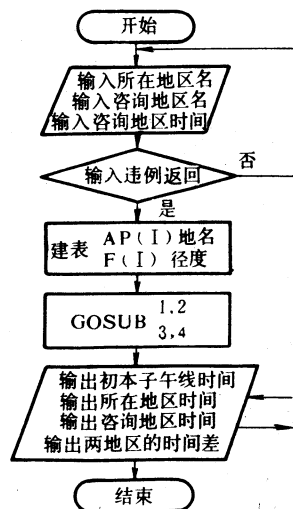 开始
输入所在地区名
输入咨询地区名
输入咨询地区时间
输入违例返回
否
是
建表 AP(I)地名
F(I)径度
GOSUB 1,2
3,4
输出初本子午线时间
输出所在地区时间
输出咨询地区时间
输出两地区的时间差
结束